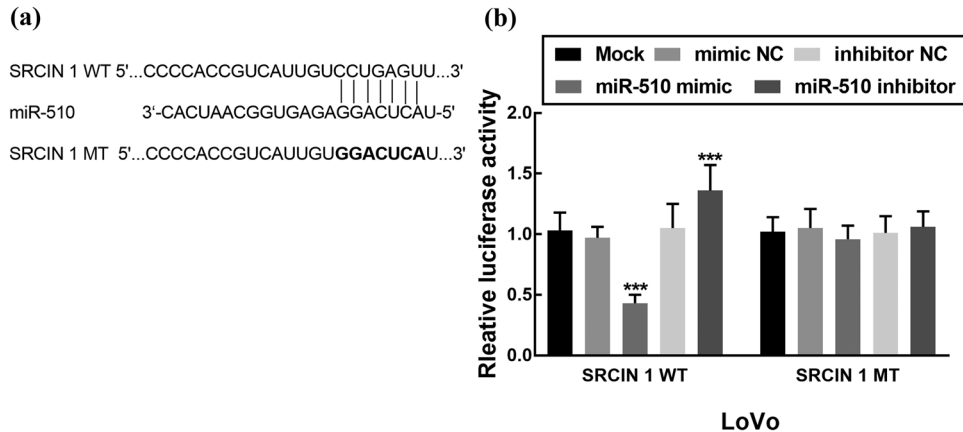 (a)
SRCIN 1 WT 5'...CCCCACCGUCAUUGUCCUGAGUU...3'
miR-510 3'-CACUAACGGUGAGAGGACUCAU-5'
SRCIN 1 MT 5'...CCCCACCGUCAUUGUGGACUCAU...3'
(b)
Mock mimic NC inhibitor NC
miR-510 mimic miR-510 inhibitor
Rleative luciferase activity
2.0
1.5
1.0
0.5
0.0
***
***
SRCIN 1 WT SRCIN 1 MT
LoVo